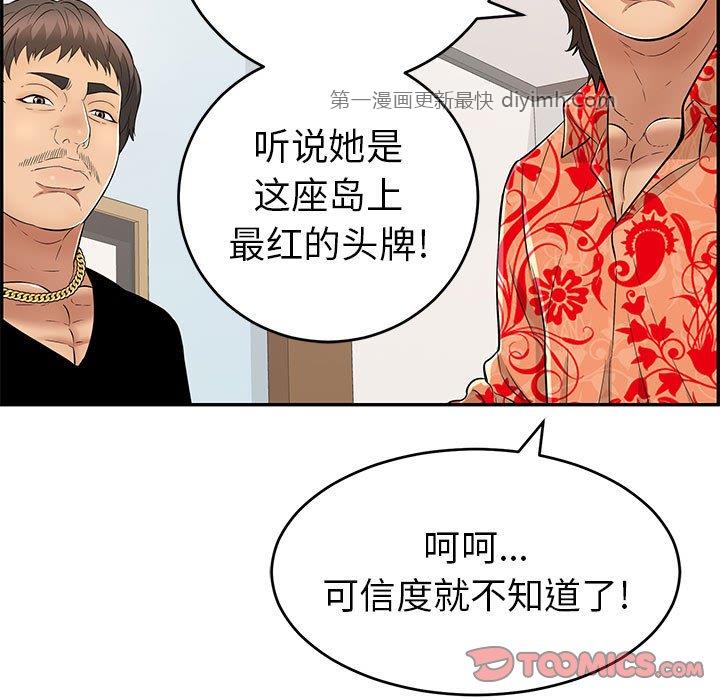 第一漫画更新最快 diyimh.com
听说她是
这座岛上
最红的头牌!
呵呵...
可信度就不知道了!
TOOMICS.COM